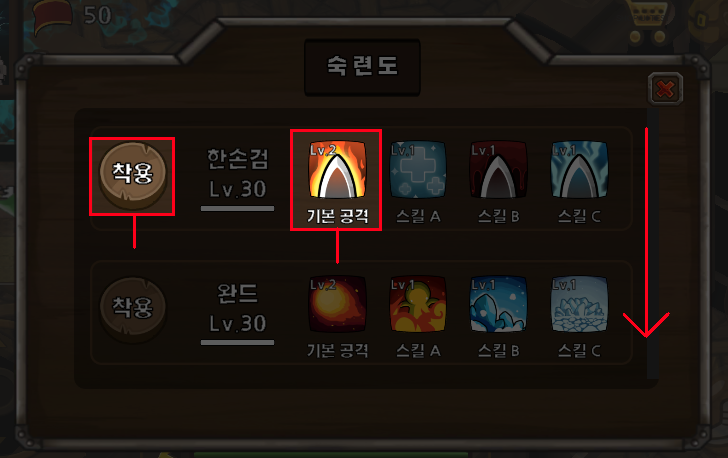 50
숙련도
착용
한손검
Lv.30
Lv.2
기본 공격
Lv.1
스킬 A
Lv.1
스킬 B
Lv.1
스킬 C
착용
완드
Lv.30
Lv.2
기본 공격
Lv.1
스킬 A
Lv.1
스킬 B
Lv.1
스킬 C